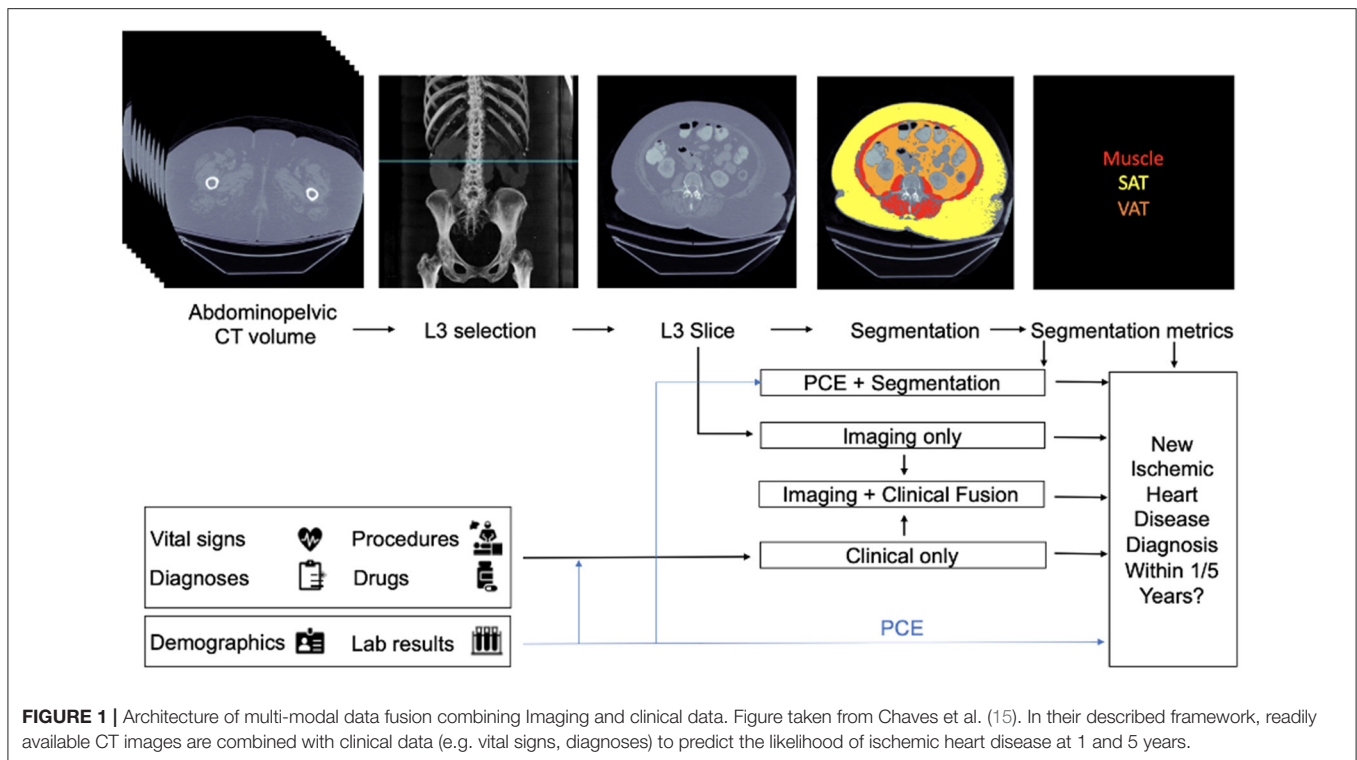 Muscle
SAT
VAT
Abdominopelvic
CT volume
L3 selection
L3 Slice
Segmentation
Segmentation metrics
PCE + Segmentation
Imaging only
Imaging + Clinical Fusion
Clinical only
New
Ischemic
Heart
Disease
Diagnosis
Within 1/5
Years?
Vital signs
Procedures
Diagnoses
Drugs
Demographics
Lab results
PCE
FIGURE 1 | Architecture of multi-modal data fusion combining Imaging and clinical data. Figure taken from Chaves et al. (15). In their described framework, readily
available CT images are combined with clinical data (e.g. vital signs, diagnoses) to predict the likelihood of ischemic heart disease at 1 and 5 years.